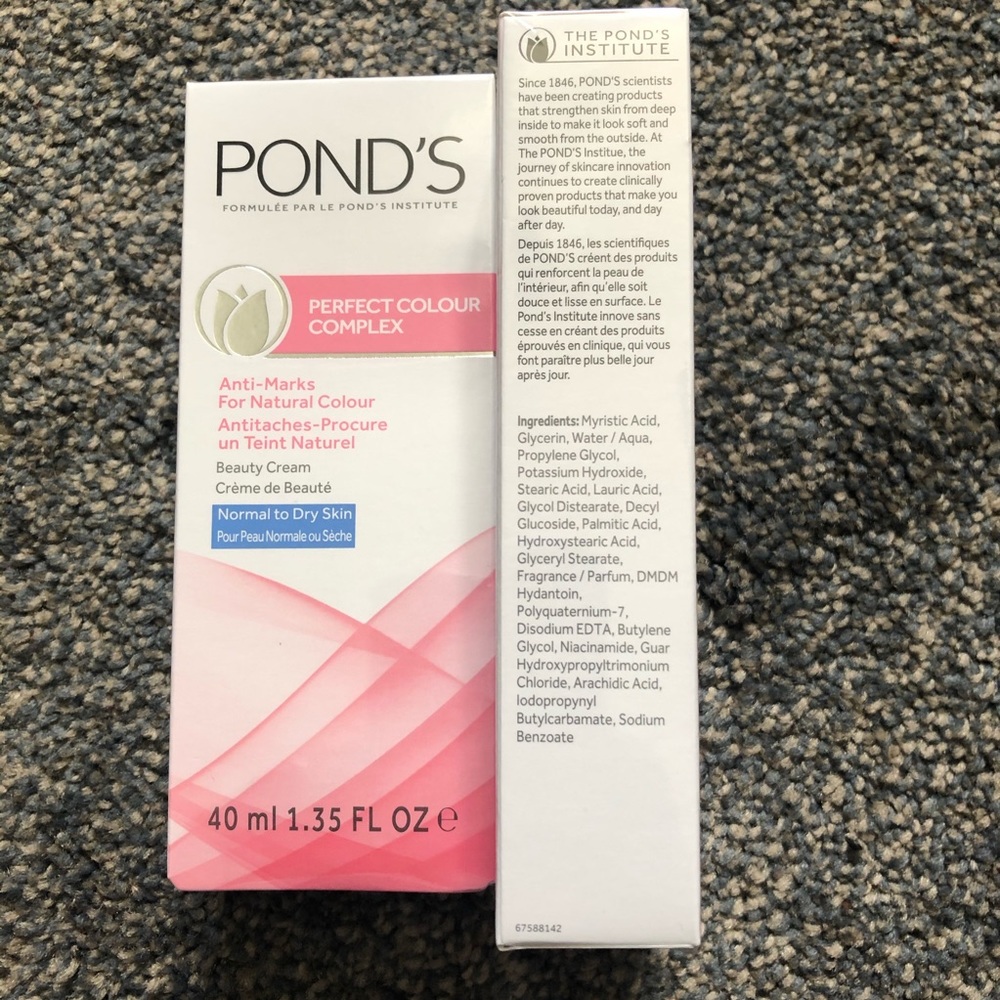 POND'S
FORMULÉE PAR LE POND'S INSTITUTE
PERFECT COLOUR
COMPLEX
Anti-Marks
For Natural Colour
Antitaches-Procure
un Teint Naturel
Beauty Cream
Crème de Beauté
Normal to Dry Skin
Pour Peau Normale ou Sèche
40 ml 1.35 FL OZ e
THE POND'S
INSTITUTE
Since 1846, POND'S scientists
have been creating products
that strengthen skin from deep
inside to make it look soft and
smooth from the outside. At
The POND'S Institue, the
journey of skincare innovation
continues to create clinically
proven products that make you
look beautiful today, and day
after day.
Depuis 1846, les scientifiques
de POND'S créent des produits
qui renforcent la peau de
l'intérieur, afin qu'elle soit
douce et lisse en surface. Le
Pond's Institute innove sans
cesse en créant des produits
éprouvés en clinique, qui vous
font paraître plus belle jour
après jour.
Ingredients: Myristic Acid,
Glycerin, Water / Aqua,
Propylene Glycol,
Potassium Hydroxide,
Stearic Acid, Lauric Acid,
Glycol Distearate, Decyl
Glucoside, Palmitic Acid,
Hydroxystearic Acid,
Glyceryl Stearate,
Fragrance / Parfum, DMDM
Hydantoin,
Polyquaternium-7,
Disodium EDTA, Butylene
Glycol, Niacinamide, Guar
Hydroxypropyltrimonium
Chloride, Arachidic Acid,
Iodopropynyl
Butylcarbamate, Sodium
Benzoate
67588142